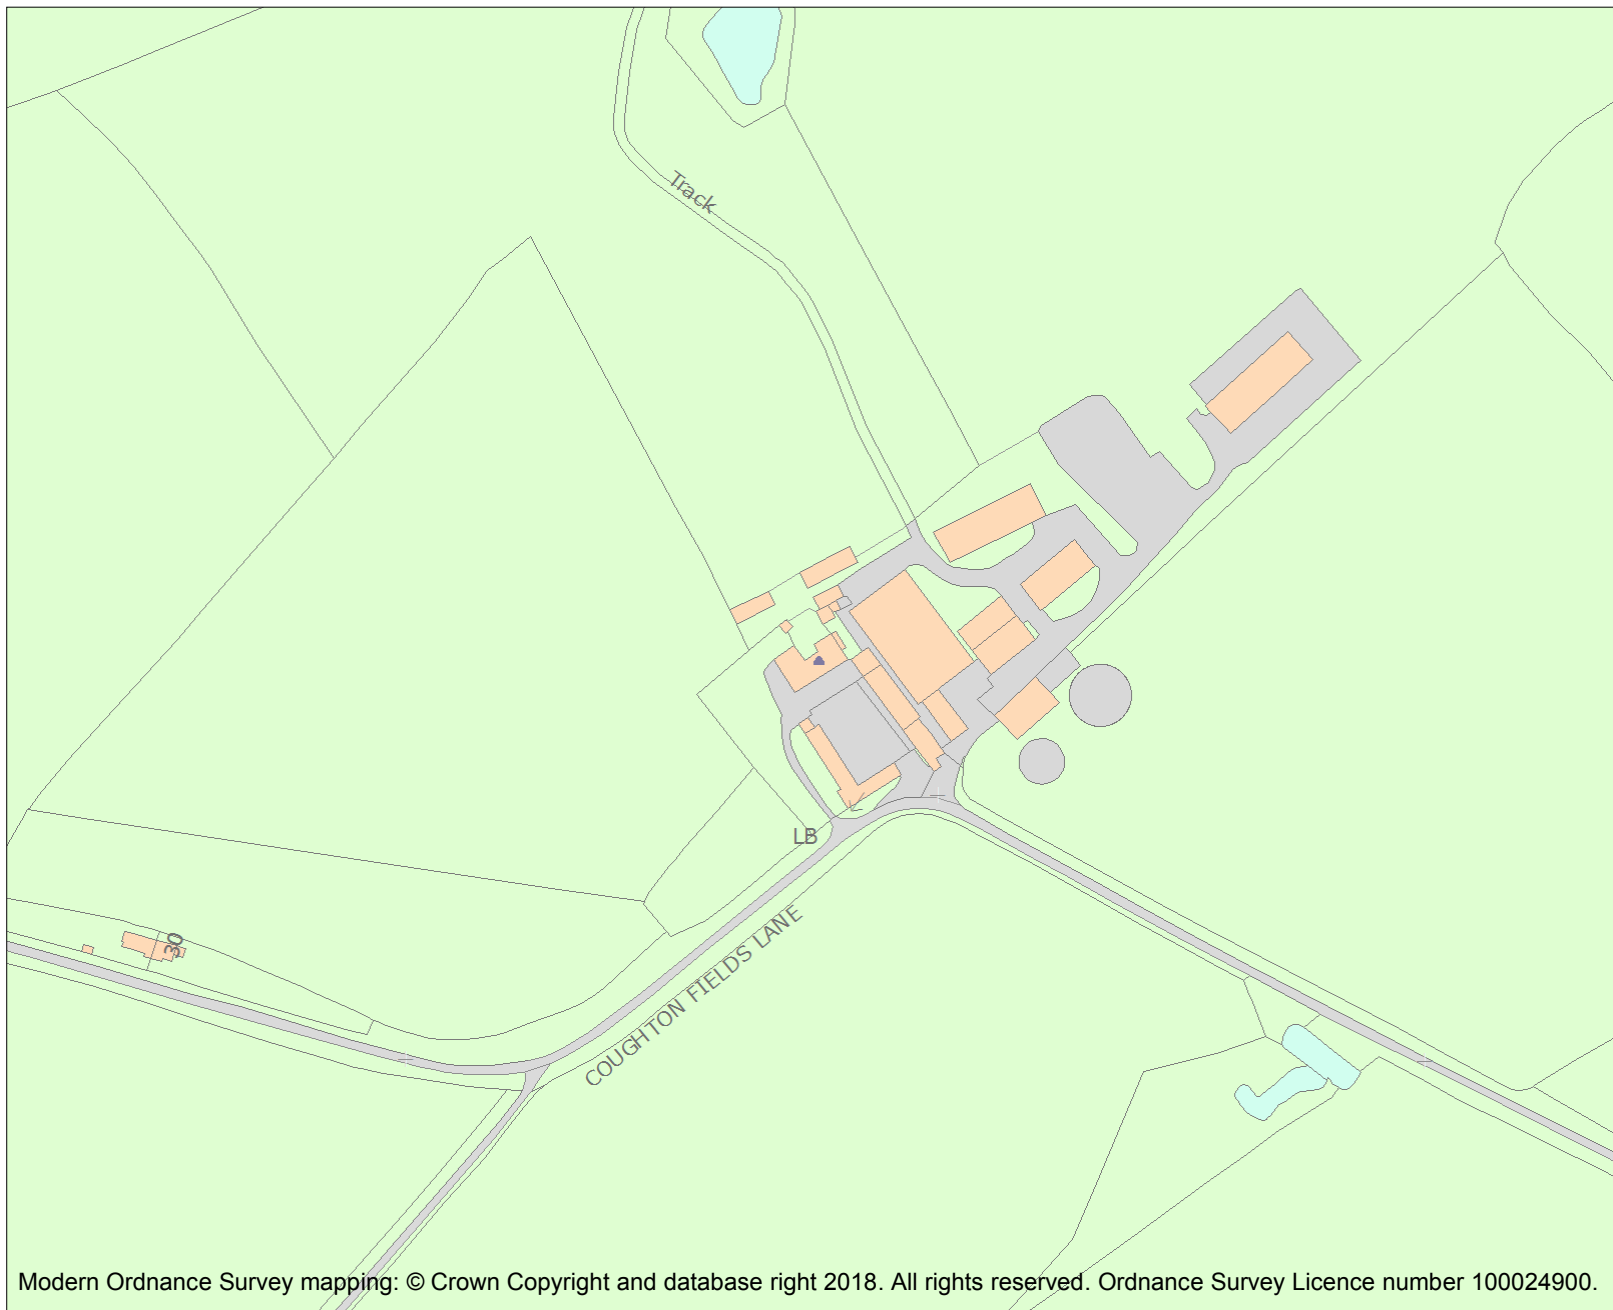 Track
LB
30
COUGHTON FIELDS LANE
Modern Ordnance Survey mapping: © Crown Copyright and database right 2018. All rights reserved. Ordnance Survey Licence number 100024900.